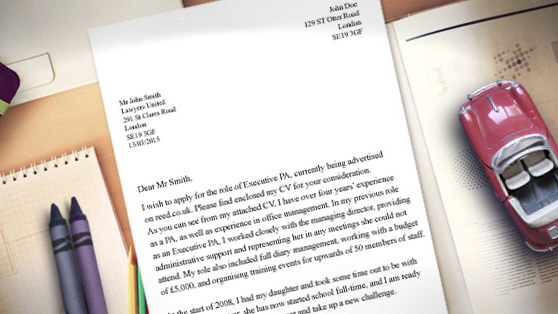 John Doe
129 ST Otter Road
London
SE19 3GF
Mr John Smith
Lawyers United
291 St Clares Road
London
SE19 3GF
13/03/2015
Dear Mr Smith,
I wish to apply for the role of Executive PA, currently being advertised
on reed.co.uk. Please find enclosed my CV for your consideration.
As you can see from my attached CV, I have over four years' experience
as a PA, as well as experience in office management. In my previous role
as an Executive PA, I worked closely with the managing director, providing
administrative support and representing her in any meetings she could not
attend. My role also included full diary management, working with a budget
of £5,000, and organising training events for upwards of 50 members of staff.
the start of 2008, I had my daughter and took some time out to be with
she has now started school full-time, and I am ready
and take up a new challenge.